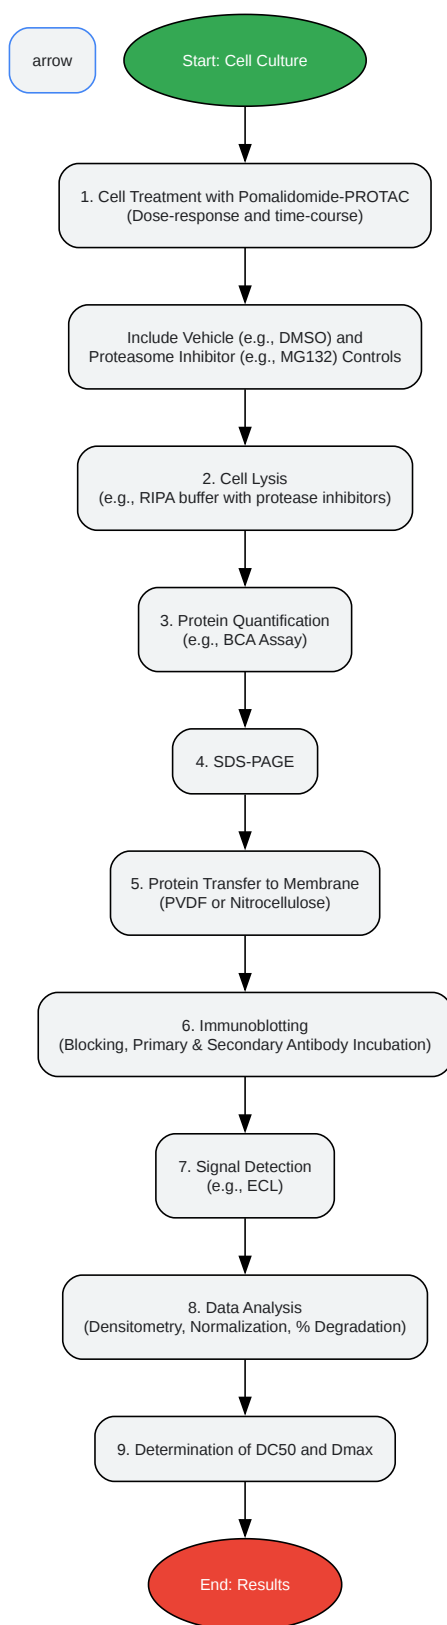 arrow
Start: Cell Culture
1. Cell Treatment with Pomalidomide-PROTAC
(Dose-response and time-course)
Include Vehicle (e.g., DMSO) and
Proteasome Inhibitor (e.g., MG132) Controls
2. Cell Lysis
(e.g., RIPA buffer with protease inhibitors)
3. Protein Quantification
(e.g., BCA Assay)
4. SDS-PAGE
5. Protein Transfer to Membrane
(PVDF or Nitrocellulose)
6. Immunoblotting
(Blocking, Primary & Secondary Antibody Incubation)
7. Signal Detection
(e.g., ECL)
8. Data Analysis
(Densitometry, Normalization, % Degradation)
9. Determination of DC50 and Dmax
End: Results